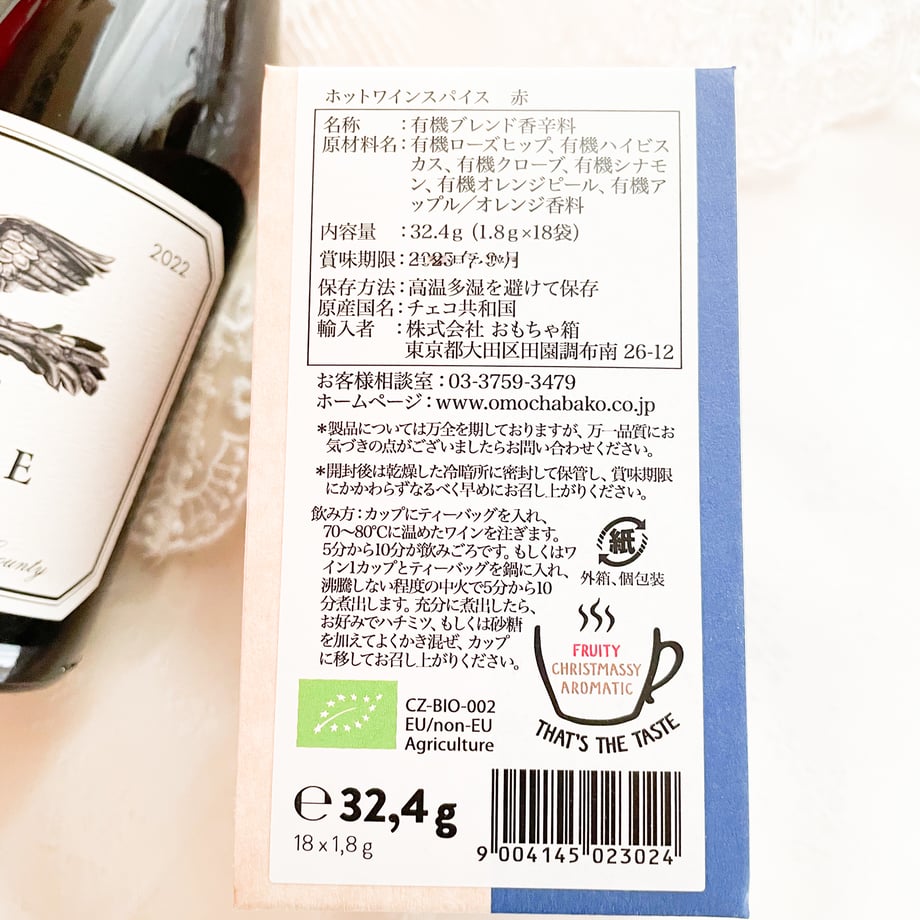 2022
E
County
ホットワインスパイス 赤
名称 :有機ブレンド香辛料
原材料名:有機ローズヒップ、有機ハイビス
カス、有機クローブ、有機シナモ
ン、有機オレンジピール、有機ア
ップル/オレンジ香料
内容量 :32.4g (1.8g×18袋)
賞味期限:
保存方法:高温多湿を避けて保存
原産国名:チェコ共和国
輸入者 :株式会社 おもちゃ箱
東京都大田区田園調布南 26-12
お客様相談室:03-3759-3479
ホームページ:www.omochabako.co.jp
*製品については万全を期しておりますが、万一品質にお
気づきの点がございましたらお問い合わせください。
*開封後は乾燥した冷暗所に密封して保管し、賞味期限
にかかわらずなるべく早めにお召し上がりください。
飲み方:カップにティーバッグを入れ、
70〜80℃に温めたワインを注ぎます。
5分から10分が飲みごろです。もしくはワ
イン1カップとティーバッグを鍋に入れ、
沸騰しない程度の中火で5分から10
分煮出します。充分に煮出したら、
お好みでハチミツ、もしくは砂糖
を加えてよくかき混ぜ、カップ
に移してお召し上がりください。
紙
外箱、個包装
FRUITY
CHRISTMASSY
AROMATIC
THAT'S THE TASTE
CZ-BIO-002
EU/non-EU
Agriculture
℮ 32,4 g
18 x 1,8 g
9 004145 023024